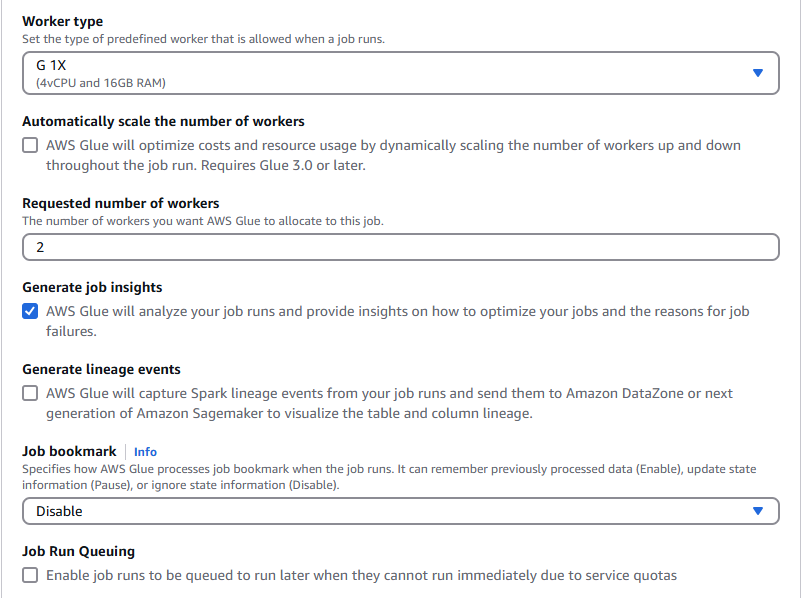 Worker type
Set the type of predefined worker that is allowed when a job runs.
G 1X
(4vCPU and 16GB RAM)
Automatically scale the number of workers
AWS Glue will optimize costs and resource usage by dynamically scaling the number of workers up and down
throughout the job run. Requires Glue 3.0 or later.
Requested number of workers
The number of workers you want AWS Glue to allocate to this job.
2
Generate job insights
AWS Glue will analyze your job runs and provide insights on how to optimize your jobs and the reasons for job
failures.
Generate lineage events
AWS Glue will capture Spark lineage events from your job runs and send them to Amazon DataZone or next
generation of Amazon Sagemaker to visualize the table and column lineage.
Job bookmark Info
Specifies how AWS Glue processes job bookmark when the job runs. It can remember previously processed data (Enable), update state
information (Pause), or ignore state information (Disable).
Disable
Job Run Queuing
Enable job runs to be queued to run later when they cannot run immediately due to service quotas